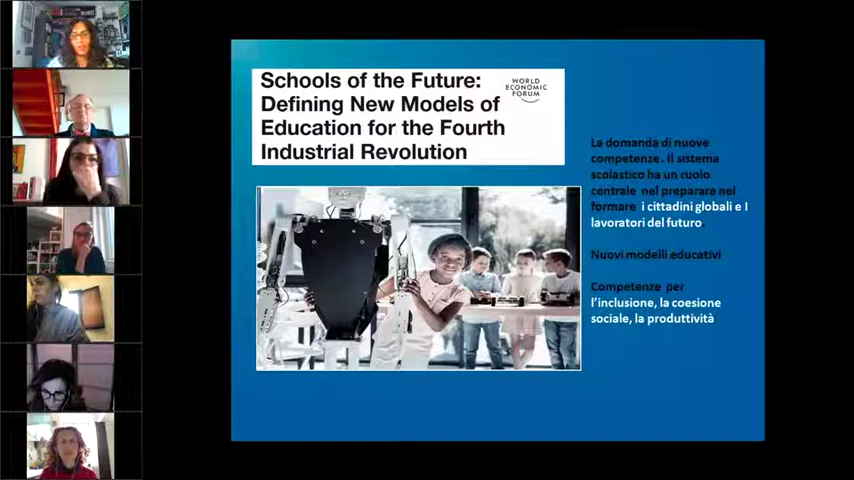 Schools of the Future:
Defining New Models of
Education for the Fourth
Industrial Revolution
WORLD
ECONOMIC
FORUM
La domanda di nuove
competenze. Il sistema
scolastico ha un ruolo
centrale nel preparare nel
formare i cittadini globali e I
lavoratori del futuro.
Nuovi modelli educativi
Competenze per
l'inclusione, la coesione
sociale, la produttività